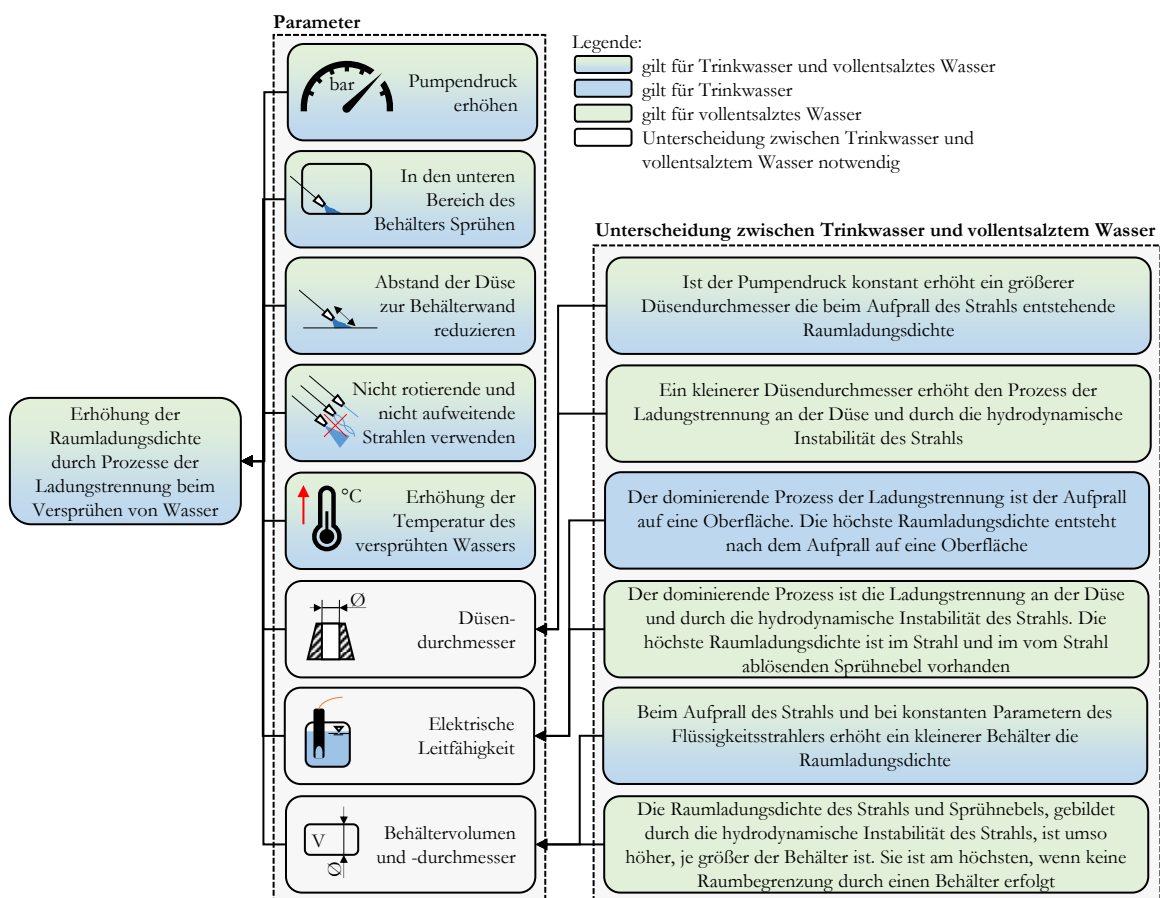 Parameter
Legende:
gilt für Trinkwasser und vollentsalztes Wasser
gilt für Trinkwasser
gilt für vollentsalztes Wasser
Unterscheidung zwischen Trinkwasser und
vollentsalztem Wasser notwendig
bar
Pumpendruck
erhöhen
In den unteren
Bereich des
Behälters Sprühen
Abstand der Düse
zur Behälterwand
reduzieren
Nicht rotierende und
nicht aufweitende
Strahlen verwenden
°C
Erhöhung der
Temperatur des
versprühten Wassers
Ø
Düsen-
durchmesser
Elektrische
Leitfähigkeit
V
Ø
Behältervolumen
und -durchmesser
Erhöhung der
Raumladungsdichte
durch Prozesse der
Ladungstrennung beim
Versprühen von Wasser
Unterscheidung zwischen Trinkwasser und vollentsalztem Wasser
Ist der Pumpendruck konstant erhöht ein größerer
Düsendurchmesser die beim Aufprall des Strahls entstehende
Raumladungsdichte
Ein kleinerer Düsendurchmesser erhöht den Prozess der
Ladungstrennung an der Düse und durch die hydrodynamische
Instabilität des Strahls
Der dominierende Prozess der Ladungstrennung ist der Aufprall
auf eine Oberfläche. Die höchste Raumladungsdichte entsteht
nach dem Aufprall auf eine Oberfläche
Der dominierende Prozess ist die Ladungstrennung an der Düse
und durch die hydrodynamische Instabilität des Strahls. Die
höchste Raumladungsdichte ist im Strahl und im vom Strahl
ablösenden Sprühnebel vorhanden
Beim Aufprall des Strahls und bei konstanten Parametern des
Flüssigkeitsstrahlers erhöht ein kleinerer Behälter die
Raumladungsdichte
Die Raumladungsdichte des Strahls und Sprühnebels, gebildet
durch die hydrodynamische Instabilität des Strahls, ist umso
höher, je größer der Behälter ist. Sie ist am höchsten, wenn keine
Raumbegrenzung durch einen Behälter erfolgt